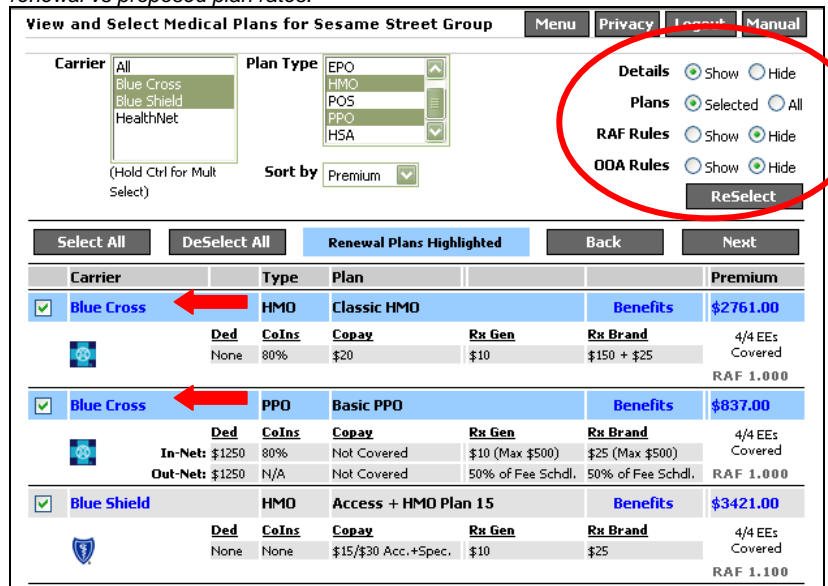 renewal vs proposed plan rates.
View and Select Medical Plans for Sesame Street Group Menu Privacy Logout Manual
Carrier All Plan Type EPO Details Show Hide
Blue Cross HMO
Blue Shield POS Plans Selected All
HealthNet PPO RAF Rules Show Hide
HSA
(Hold Ctrl for Mult Select) Sort by Premium OOA Rules Show Hide
ReSelect
Select All DeSelect All Renewal Plans Highlighted Back Next
Carrier Type Plan Premium
Blue Cross HMO Classic HMO Benefits $2761.00
Ded CoIns Copay Rx Gen Rx Brand 4/4 EEs
None 80% $20 $10 $150 + $25 Covered
RAF 1.000
Blue Cross PPO Basic PPO Benefits $837.00
Ded CoIns Copay Rx Gen Rx Brand 4/4 EEs
In-Net: $1250 80% Not Covered $10 (Max $500) $25 (Max $500) Covered
Out-Net: $1250 N/A Not Covered 50% of Fee Schdl. 50% of Fee Schdl. RAF 1.000
Blue Shield HMO Access + HMO Plan 15 Benefits $3421.00
Ded CoIns Copay Rx Gen Rx Brand 4/4 EEs
None None $15/$30 Acc.+Spec. $10 $25 Covered
RAF 1.100